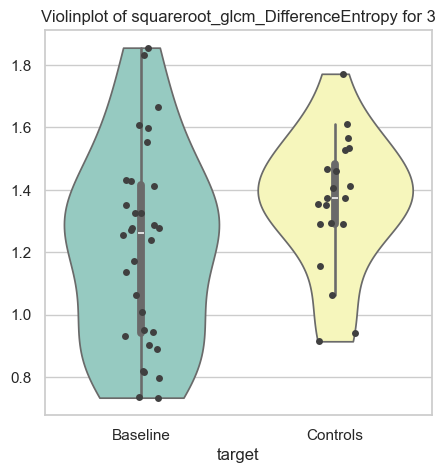 Violinplot of squareroot_glcm_DifferenceEntropy for 3
1.8
1.6
1.4
1.2
1.0
0.8
Baseline
Controls
target